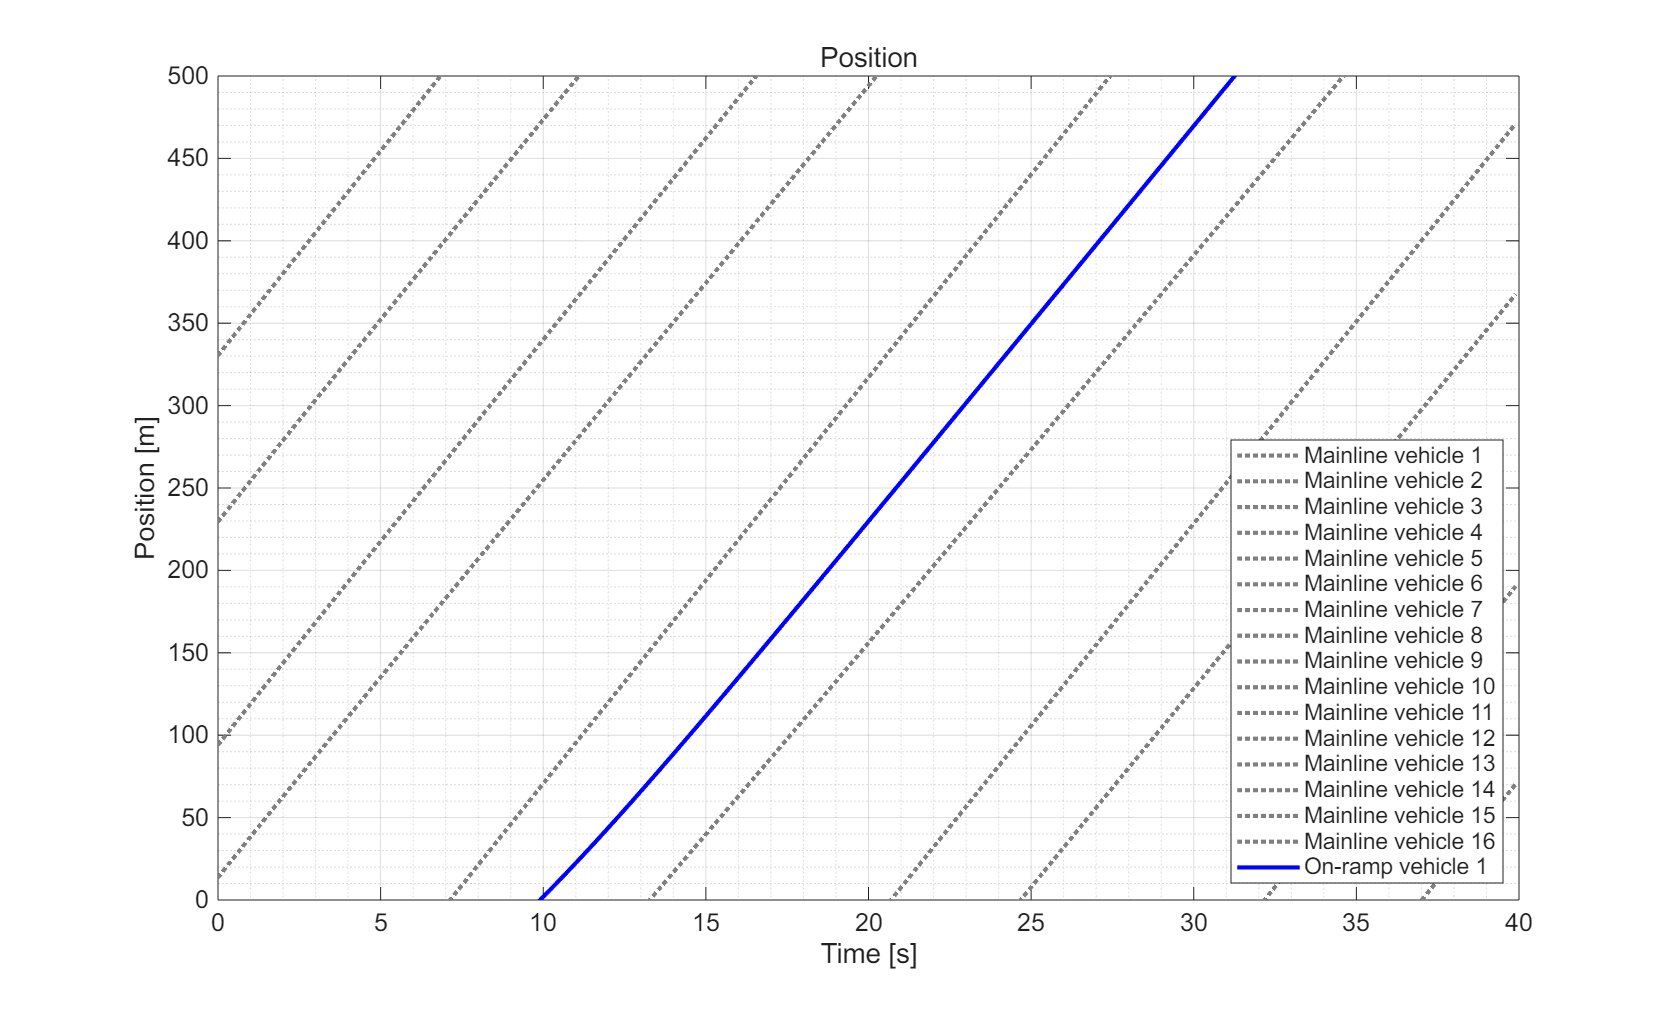 Position
500
450
400
350
300
250
200
150
100
50
0
Position [m]
0 5 10 15 20 25 30 35 40
Time [s]
Mainline vehicle 1
Mainline vehicle 2
Mainline vehicle 3
Mainline vehicle 4
Mainline vehicle 5
Mainline vehicle 6
Mainline vehicle 7
Mainline vehicle 8
Mainline vehicle 9
Mainline vehicle 10
Mainline vehicle 11
Mainline vehicle 12
Mainline vehicle 13
Mainline vehicle 14
Mainline vehicle 15
Mainline vehicle 16
On-ramp vehicle 1